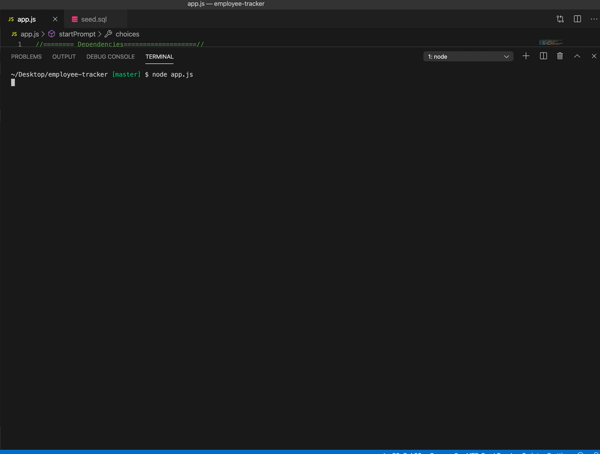 app.js — employee-tracker
JS app.js × seed.sql
JS app.js > startPrompt > choices
1 //======== Dependencies===================//
PROBLEMS OUTPUT DEBUG CONSOLE TERMINAL 1: node
~/Desktop/employee-tracker [master] $ node app.js